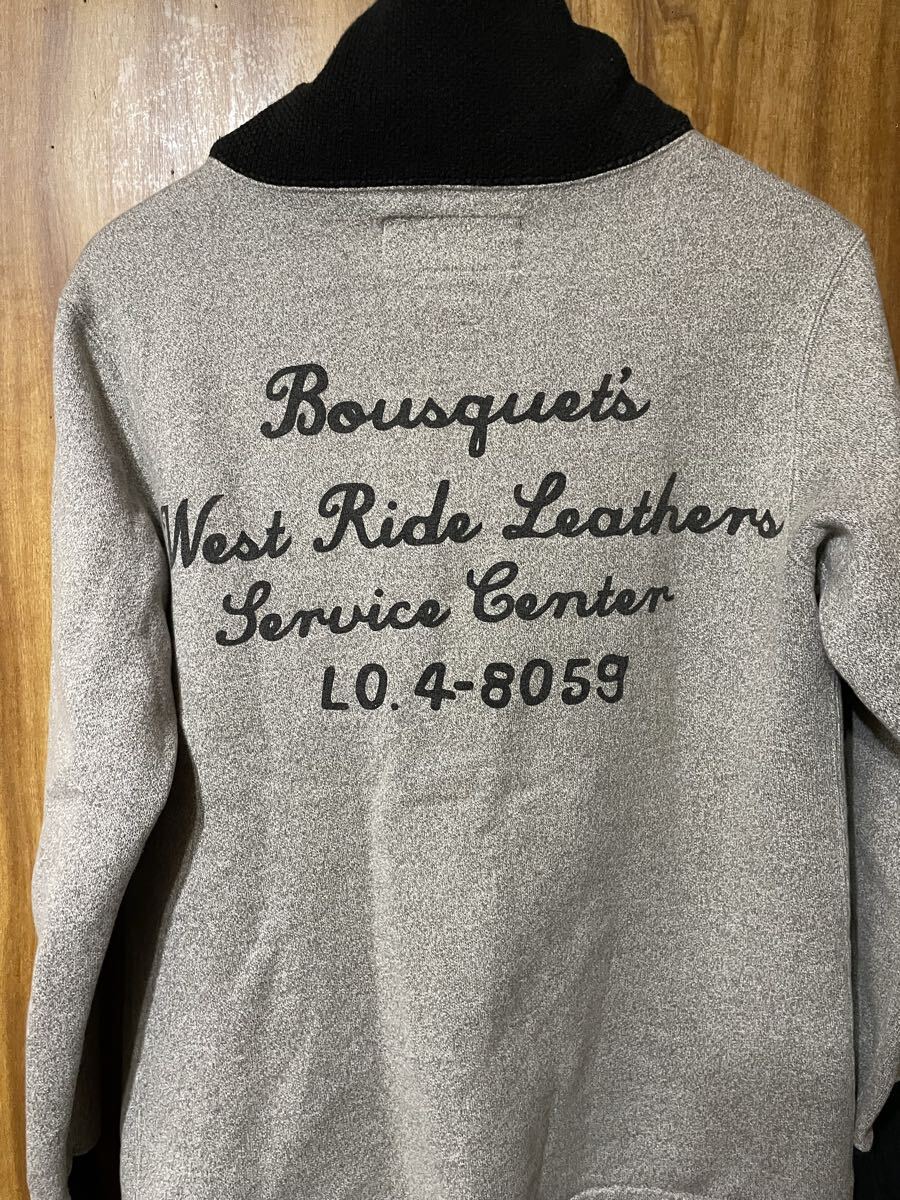 Bousquet's
West Ride Leathers
Service Center
LO. 4-8059